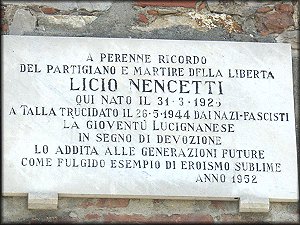 A PERENNE RICORDO
DEL PARTIGIANO E MARTIRE DELLA LIBERTA
LICIO NENCETTI
QUI NATO IL 31-3-1926
A TALLA TRUCIDATO IL 26-5-1944 DAI NAZI-FASCISTI
LA GIOVENTÙ LUCIGNANESE
IN SEGNO DI DEVOZIONE
LO ADDITA ALLE GENERAZIONI FUTURE
COME FULGIDO ESEMPIO DI EROISMO SUBLIME
ANNO 1952